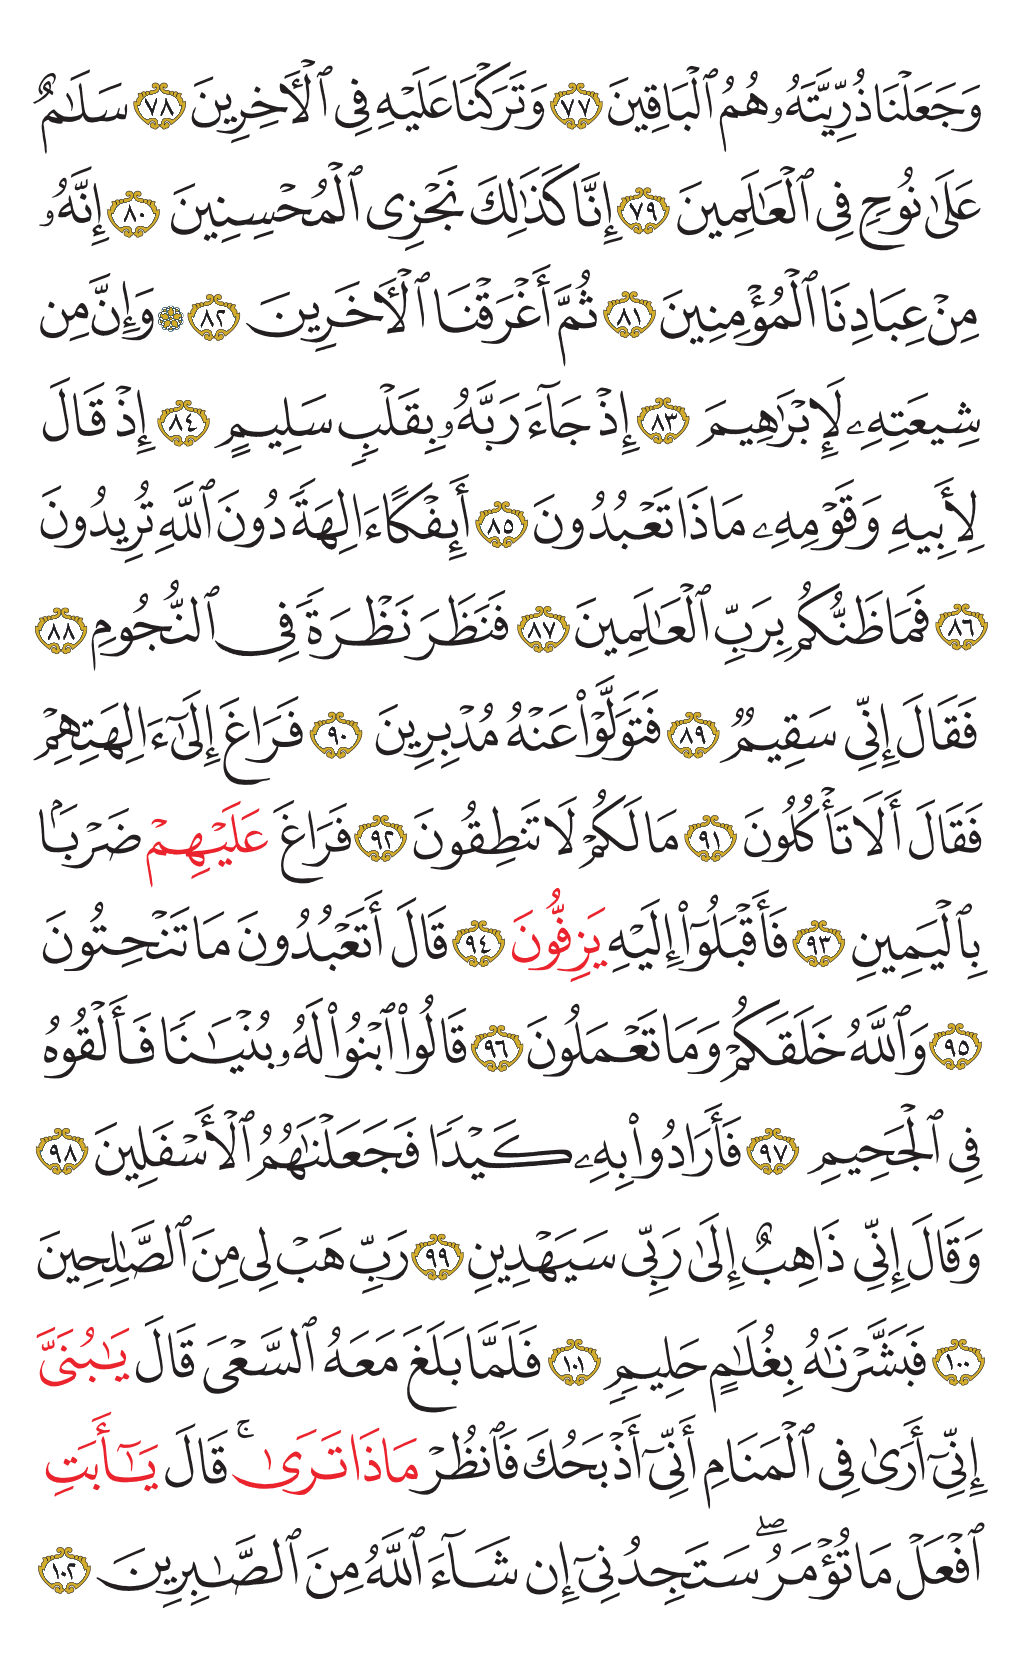 وَجَعَلْنَا ذُرِّيَّتَهُۥ هُمُ ٱلْبَاقِينَ ٧٧ وَتَرَكْنَا عَلَيْهِ فِي ٱلْأَخِرِينَ ٧٨ سَلَٰمٌ
عَلَىٰ نُوحٍ فِي ٱلْعَٰلَمِينَ ٧٩ إِنَّا كَذَٰلِكَ نَجْزِي ٱلْمُحْسِنِينَ ٨٠ إِنَّهُۥ
مِنْ عِبَادِنَا ٱلْمُؤْمِنِينَ ٨١ ثُمَّ أَغْرَقْنَا ٱلْأَخَرِينَ ٨٢ ۞ وَإِنَّ مِن
شِيعَتِهِۦ لَإِبْرَٰهِيمَ ٨٣ إِذْ جَآءَ رَبَّهُۥ بِقَلْبٍ سَلِيمٍ ٨٤ إِذْ قَالَ
لِأَبِيهِ وَقَوْمِهِۦ مَاذَا تَعْبُدُونَ ٨٥ أَئِفْكًا ءَالِهَةً دُونَ ٱللَّهِ تُرِيدُونَ
٨٦ فَمَا ظَنُّكُم بِرَبِّ ٱلْعَٰلَمِينَ ٨٧ فَنَظَرَ نَظْرَةً فِي ٱلنُّجُومِ ٨٨
فَقَالَ إِنِّي سَقِيمٌ ٨٩ فَتَوَلَّوْا۟ عَنْهُ مُدْبِرِينَ ٩٠ فَرَاغَ إِلَىٰٓ ءَالِهَتِهِمْ
فَقَالَ أَلَا تَأْكُلُونَ ٩١ مَا لَكُمْ لَا تَنطِقُونَ ٩٢ فَرَاغَ عَلَيْهِمْ ضَرْبًۢا
بِٱلْيَمِينِ ٩٣ فَأَقْبَلُوٓا۟ إِلَيْهِ يَزِفُّونَ ٩٤ قَالَ أَتَعْبُدُونَ مَا تَنْحِتُونَ
٩٥ وَٱللَّهُ خَلَقَكُمْ وَمَا تَعْمَلُونَ ٩٦ قَالُوا۟ ٱبْنُوا۟ لَهُۥ بُنْيَٰنًا فَأَلْقُوهُ
فِي ٱلْجَحِيمِ ٩٧ فَأَرَادُوا۟ بِهِۦ كَيْدًا فَجَعَلْنَٰهُمُ ٱلْأَسْفَلِينَ ٩٨
وَقَالَ إِنِّي ذَاهِبٌ إِلَىٰ رَبِّي سَيَهْدِينِ ٩٩ رَبِّ هَبْ لِي مِنَ ٱلصَّٰلِحِينَ
١٠٠ فَبَشَّرْنَٰهُ بِغُلَٰمٍ حَلِيمٍ ١٠١ فَلَمَّا بَلَغَ مَعَهُ ٱلسَّعْيَ قَالَ يَٰبُنَيَّ
إِنِّيٓ أَرَىٰ فِي ٱلْمَنَامِ أَنِّيٓ أَذْبَحُكَ فَٱنظُرْ مَاذَا تَرَىٰ ۚ قَالَ يَٰٓأَبَتِ
ٱفْعَلْ مَا تُؤْمَرُ ۖ سَتَجِدُنِيٓ إِن شَآءَ ٱللَّهُ مِنَ ٱلصَّٰبِرِينَ ١٠٢